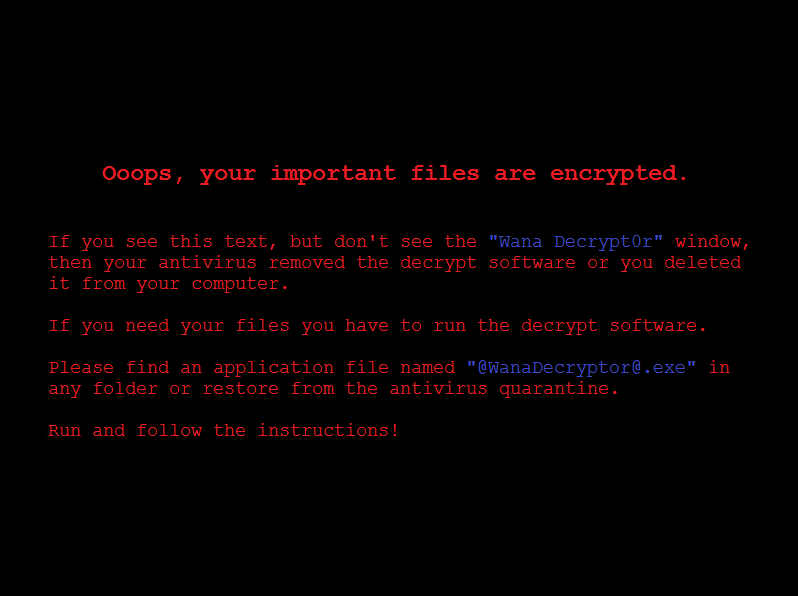 Ooops, your important files are encrypted.
If you see this text, but don't see the "Wana Decrypt0r" window,
then your antivirus removed the decrypt software or you deleted
it from your computer.
If you need your files you have to run the decrypt software.
Please find an application file named "@WanaDecryptor@.exe" in
any folder or restore from the antivirus quarantine.
Run and follow the instructions!